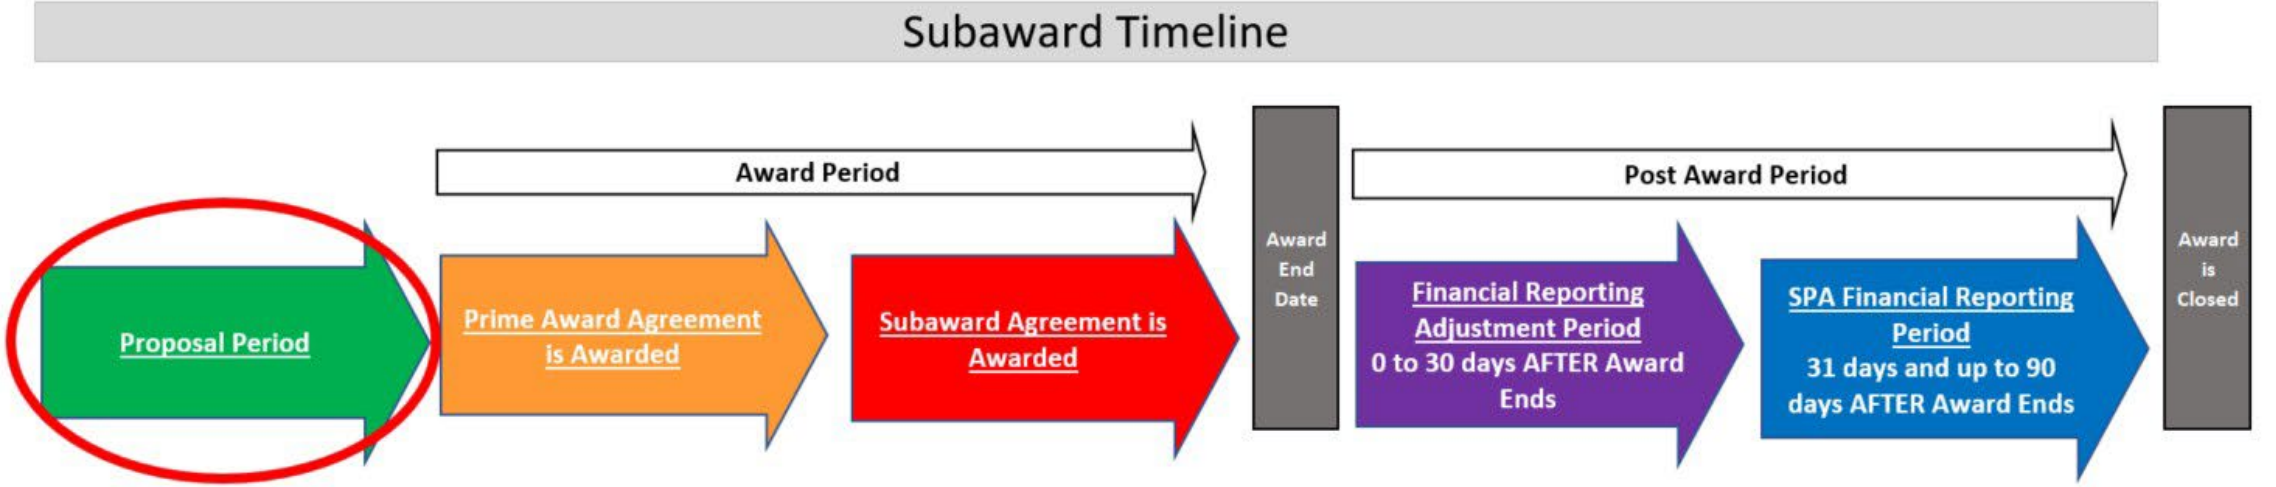 Subaward Timeline
Award Period
Post Award Period
Proposal Period
Prime Award Agreement
is Awarded
Subaward Agreement is
Awarded
Award
End
Date
Financial Reporting
Adjustment Period
0 to 30 days AFTER Award
Ends
SPA Financial Reporting
Period
31 days and up to 90
days AFTER Award Ends
Award
is
Closed